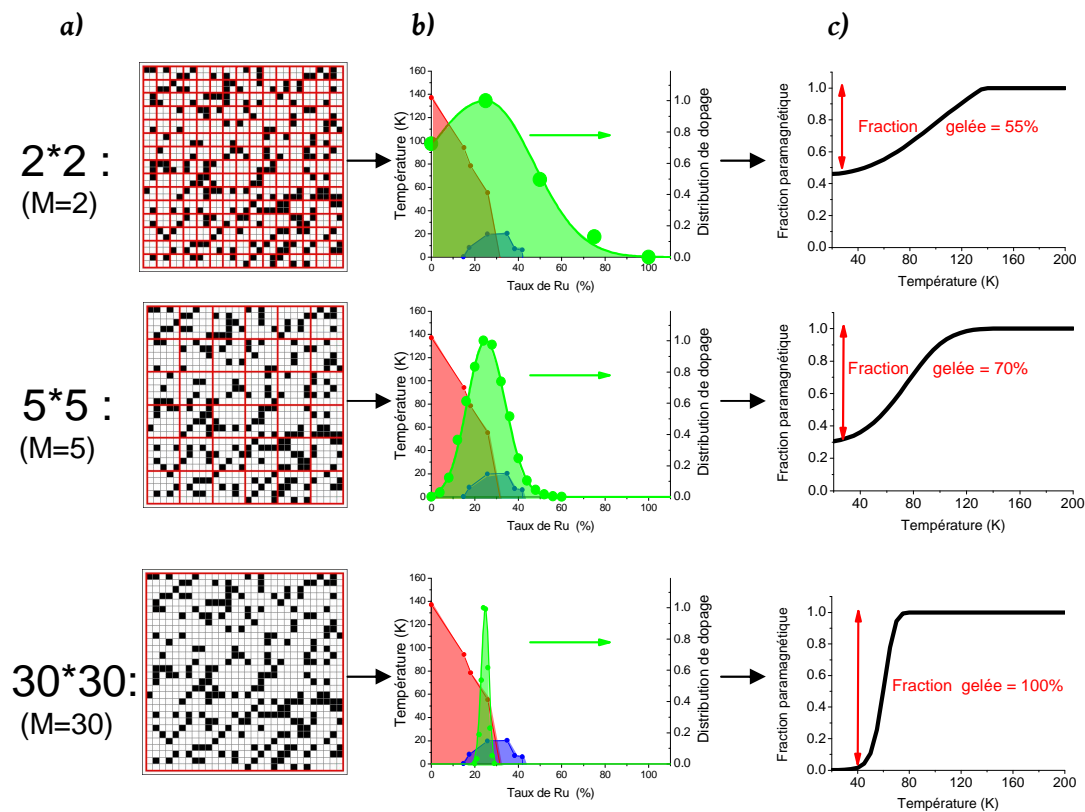 a)
b)
c)
2*2 :
(M=2)
Température (K)
160
140
120
100
80
60
40
20
0
0 20 40 60 80 100
Taux de Ru (%)
1.0
0.8
0.6
0.4
0.2
0.0
Distribution de dopage
Fraction paramagnétique
1.0
0.8
0.6
0.4
0.2
0.0
Fraction gelée = 55%
40 80 120 160 200
Température (K)
5*5 :
(M=5)
Température (K)
160
140
120
100
80
60
40
20
0
0 20 40 60 80 100
Taux de Ru (%)
1.0
0.8
0.6
0.4
0.2
0.0
Distribution de dopage
Fraction paramagnétique
1.0
0.8
0.6
0.4
0.2
0.0
Fraction gelée = 70%
40 80 120 160 200
Température (K)
30*30:
(M=30)
Température (K)
160
140
120
100
80
60
40
20
0
0 20 40 60 80 100
Taux de Ru (%)
1.0
0.8
0.6
0.4
0.2
0.0
Distribution de dopage
Fraction paramagnétique
1.0
0.8
0.6
0.4
0.2
0.0
Fraction gelée = 100%
40 80 120 160 200
Température (K)